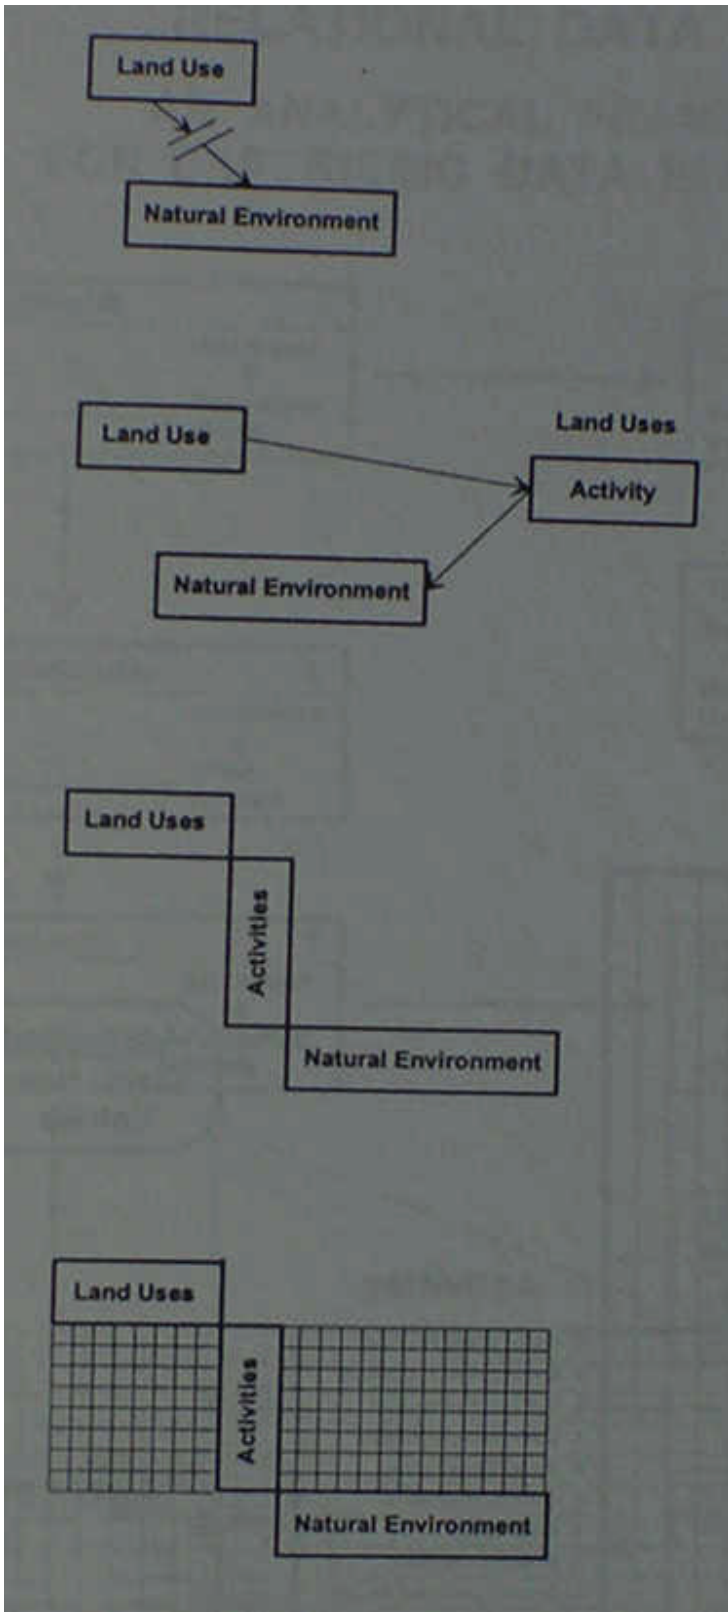 Land Use
Natural Environment
Land Use
Land Uses
Activity
Natural Environment
Land Uses
Activities
Natural Environment
Land Uses
Activities
Natural Environment